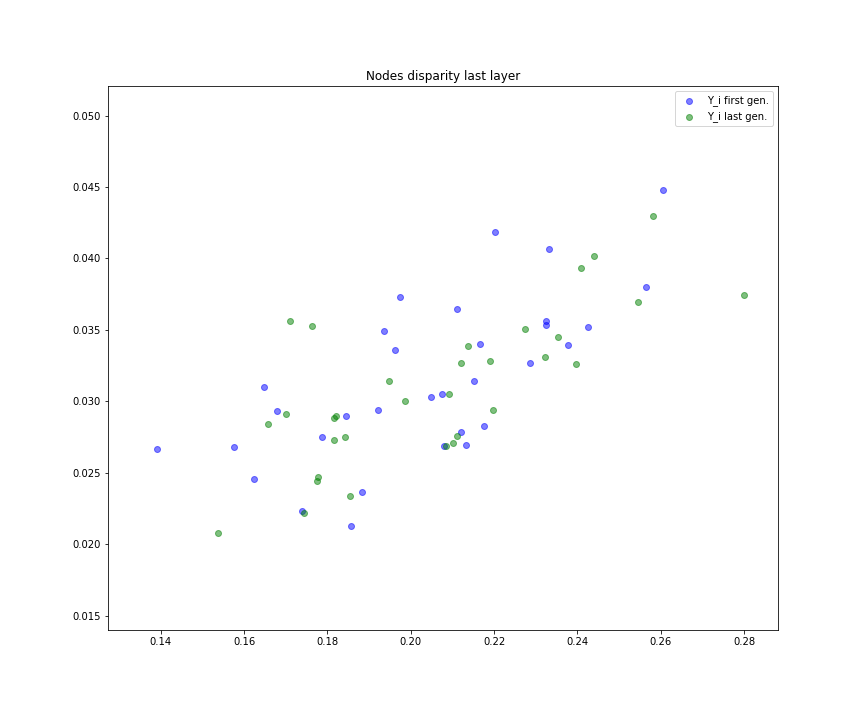 Nodes disparity last layer
Y_i first gen.
Y_i last gen.
0.050
0.045
0.040
0.035
0.030
0.025
0.020
0.015
0.14 0.16 0.18 0.20 0.22 0.24 0.26 0.28